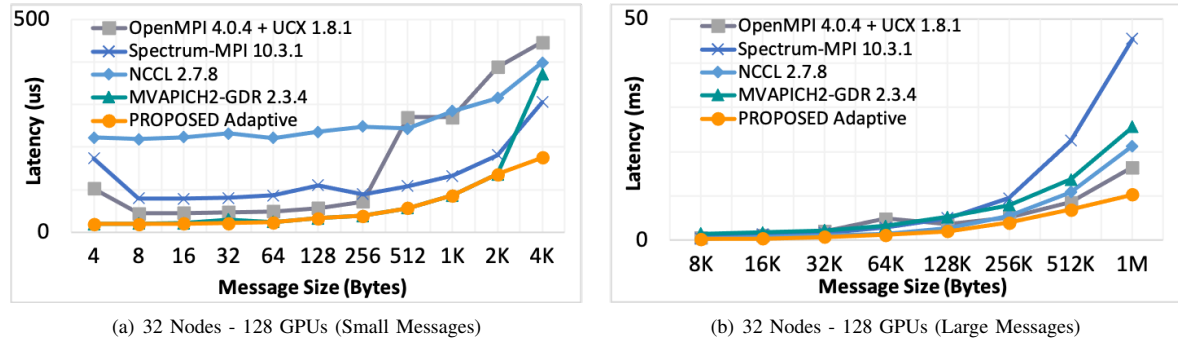 500
0
Latency (us)
OpenMPI 4.0.4 + UCX 1.8.1
Spectrum-MPI 10.3.1
NCCL 2.7.8
MVAPICH2-GDR 2.3.4
PROPOSED Adaptive
4 8 16 32 64 128 256 512 1K 2K 4K
Message Size (Bytes)
(a) 32 Nodes - 128 GPUs (Small Messages)
50
0
Latency (ms)
OpenMPI 4.0.4 + UCX 1.8.1
Spectrum-MPI 10.3.1
NCCL 2.7.8
MVAPICH2-GDR 2.3.4
PROPOSED Adaptive
8K 16K 32K 64K 128K 256K 512K 1M
Message Size (Bytes)
(b) 32 Nodes - 128 GPUs (Large Messages)